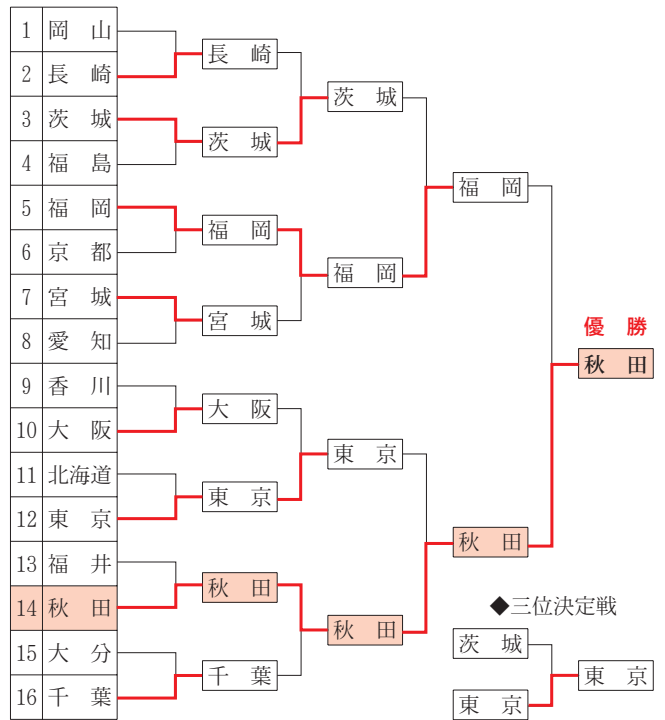 1 岡 山
2 長 崎
3 茨 城
4 福 島
5 福 岡
6 京 都
7 宮 城
8 愛 知
9 香 川
10 大 阪
11 北海道
12 東 京
13 福 井
14 秋 田
15 大 分
16 千 葉
長 崎
茨 城
福 岡
宮 城
大 阪
東 京
秋 田
千 葉
茨 城
福 岡
東 京
秋 田
福 岡
秋 田
優 勝
秋 田
◆三位決定戦
茨 城
東 京
東 京